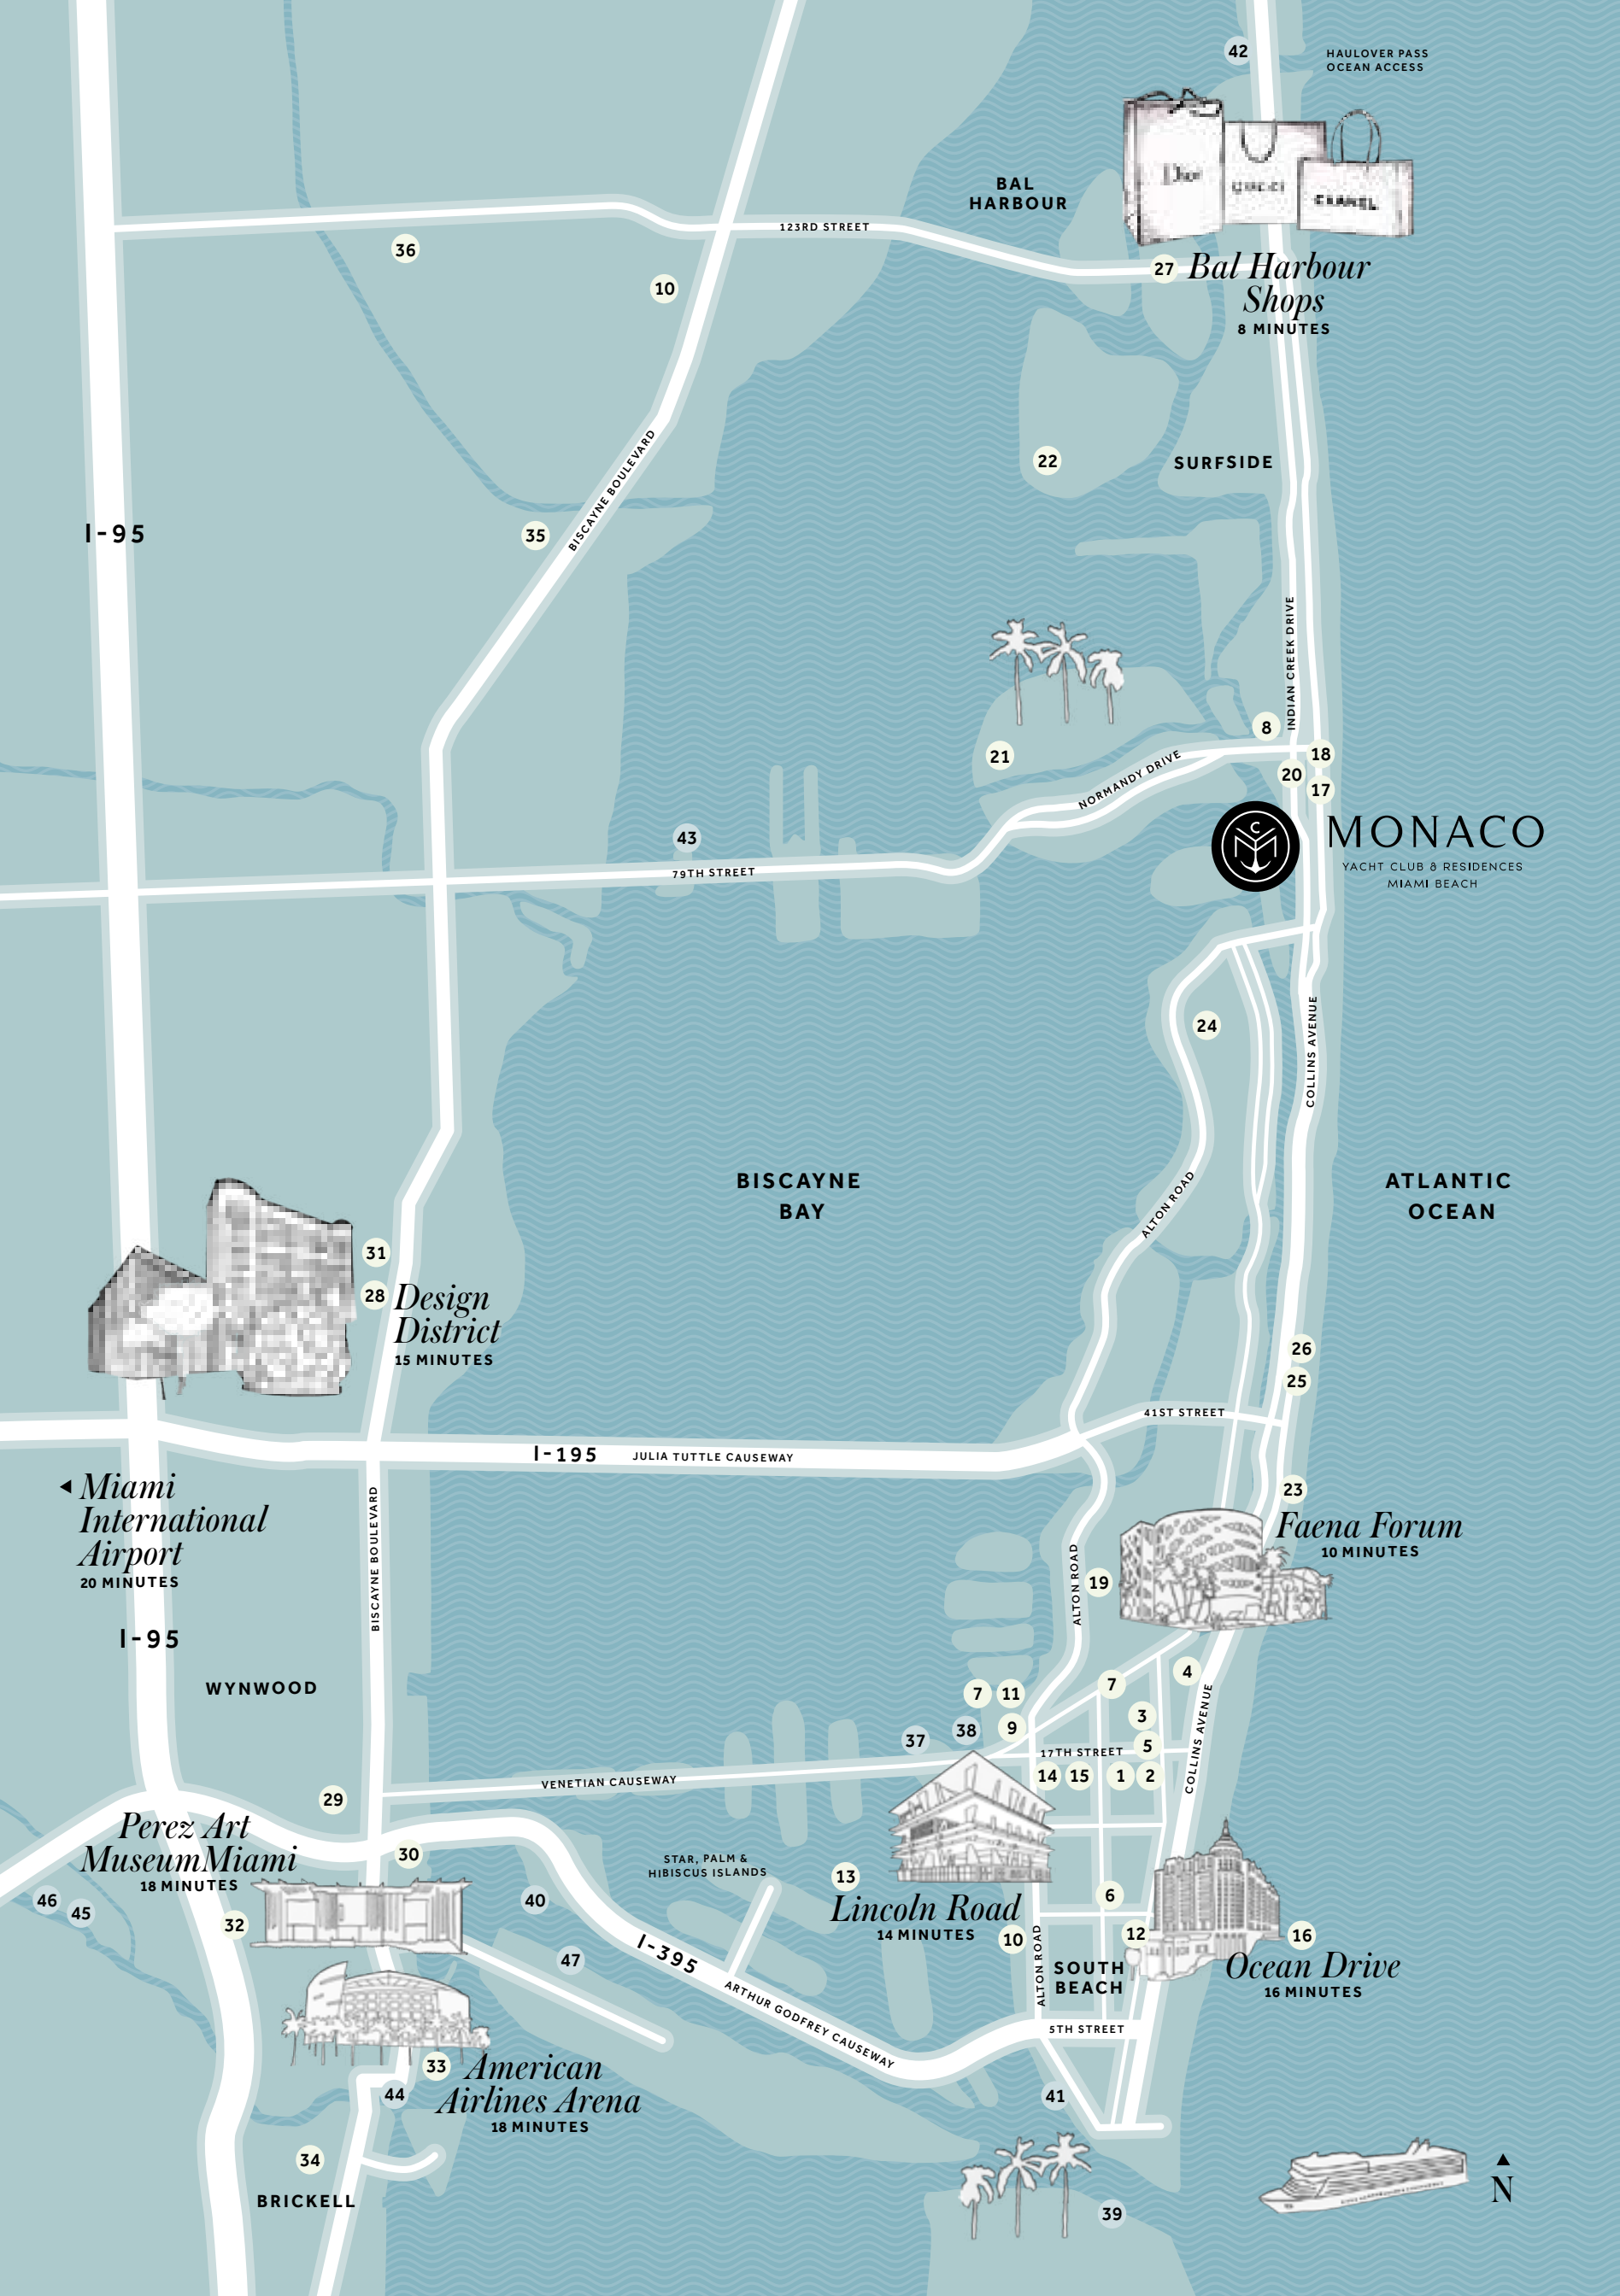 42
HAULOVER PASS
OCEAN ACCESS
Dior
GUCCI
CHANEL
BAL
HARBOUR
123RD STREET
36
10
27
Bal Harbour
Shops
8 MINUTES
22
SURFSIDE
BISCAYNE BOULEVARD
I-95
35
INDIAN CREEK DRIVE
8
18
21
20
17
NORMANDY DRIVE
C
M
MONACO
YACHT CLUB & RESIDENCES
MIAMI BEACH
43
79TH STREET
24
COLLINS AVENUE
BISCAYNE
BAY
ATLANTIC
OCEAN
ALTON ROAD
31
28
Design
District
15 MINUTES
26
25
41ST STREET
I-195
JULIA TUTTLE CAUSEWAY
Miami
International
Airport
20 MINUTES
BISCAYNE BOULEVARD
23
Faena Forum
10 MINUTES
ALTON ROAD
19
I-95
WYNWOOD
4
7
11
7
3
9
38
37
5
17TH STREET
COLLINS AVENUE
14
15
1
2
VENETIAN CAUSEWAY
29
Perez Art
MuseumMiami
18 MINUTES
30
STAR, PALM &
HIBISCUS ISLANDS
13
6
46
45
32
40
Lincoln Road
14 MINUTES
10
12
16
47
I-395
ALTON ROAD
SOUTH
BEACH
Ocean Drive
16 MINUTES
ARTHUR GODFREY CAUSEWAY
5TH STREET
33
American
Airlines Arena
18 MINUTES
44
41
34
BRICKELL
39
N